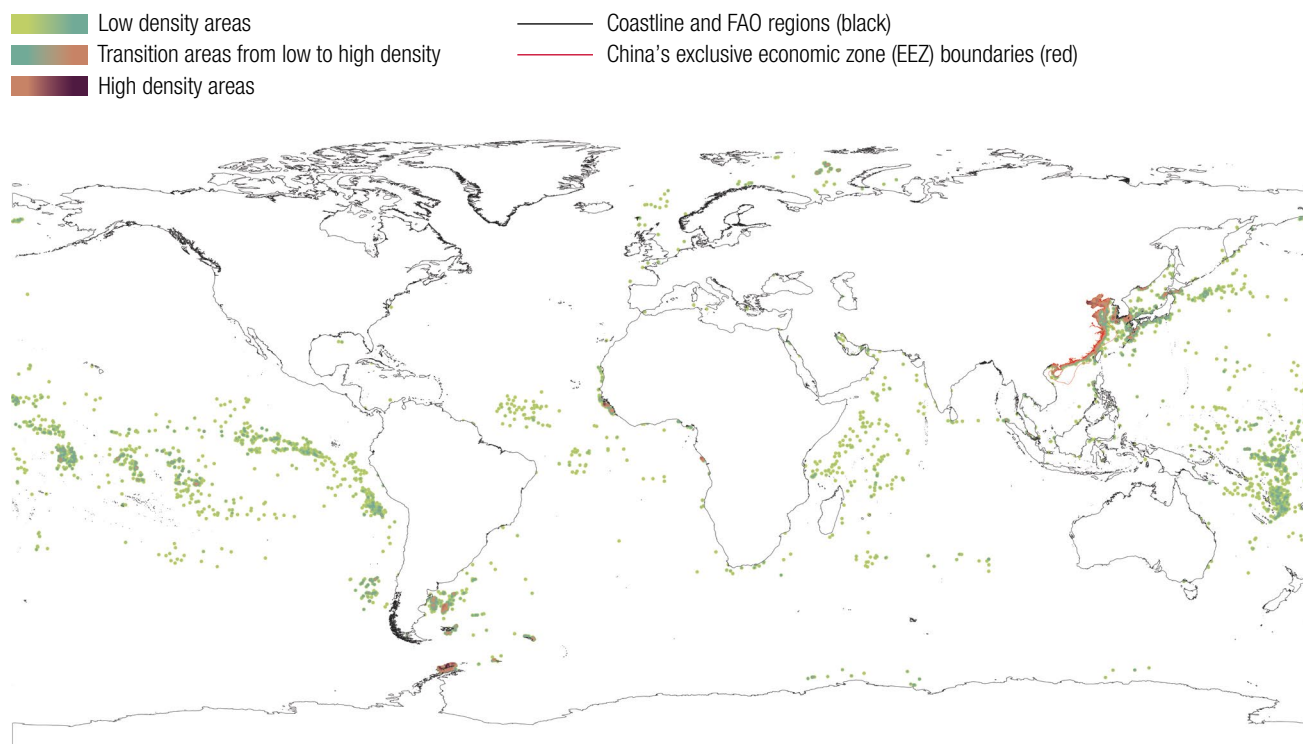 Low density areas
Transition areas from low to high density
High density areas
Coastline and FAO regions (black)
China’s exclusive economic zone (EEZ) boundaries (red)